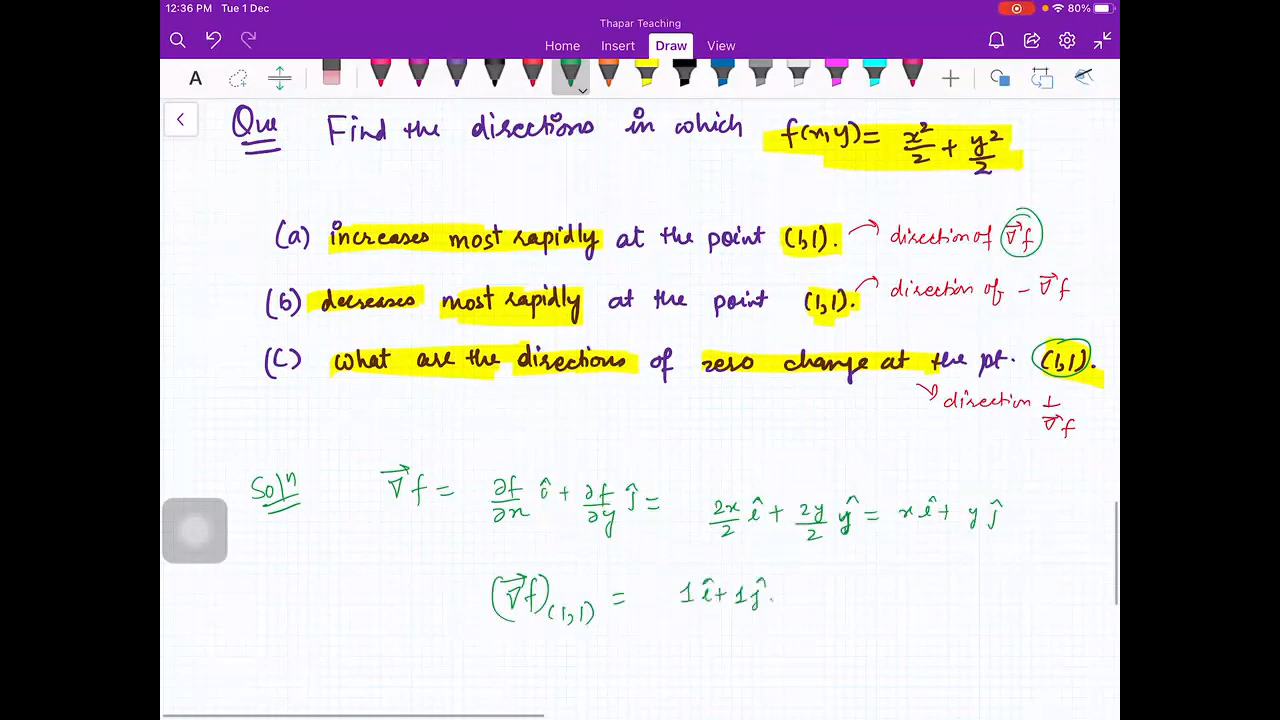 12:36 PM Tue 1 Dec
80%
Thapar Teaching
Home Insert Draw View
A
Que Find the directions in which f(x,y) = x²/2 + y²/2
(a) increases most rapidly at the point (1,1). → direction of ∇⃗f
(b) decreases most rapidly at the point (1,1). → direction of - ∇⃗f
(C) what are the directions of zero change at the pt. (1,1).
direction ⊥
∇⃗f
Solⁿ ∇⃗f = ∂f/∂x î + ∂f/∂y ĵ = 2x/2 î + 2y/2 ŷ = x î + y ĵ
(∇⃗f)(1,1) = 1 î + 1 ĵ.